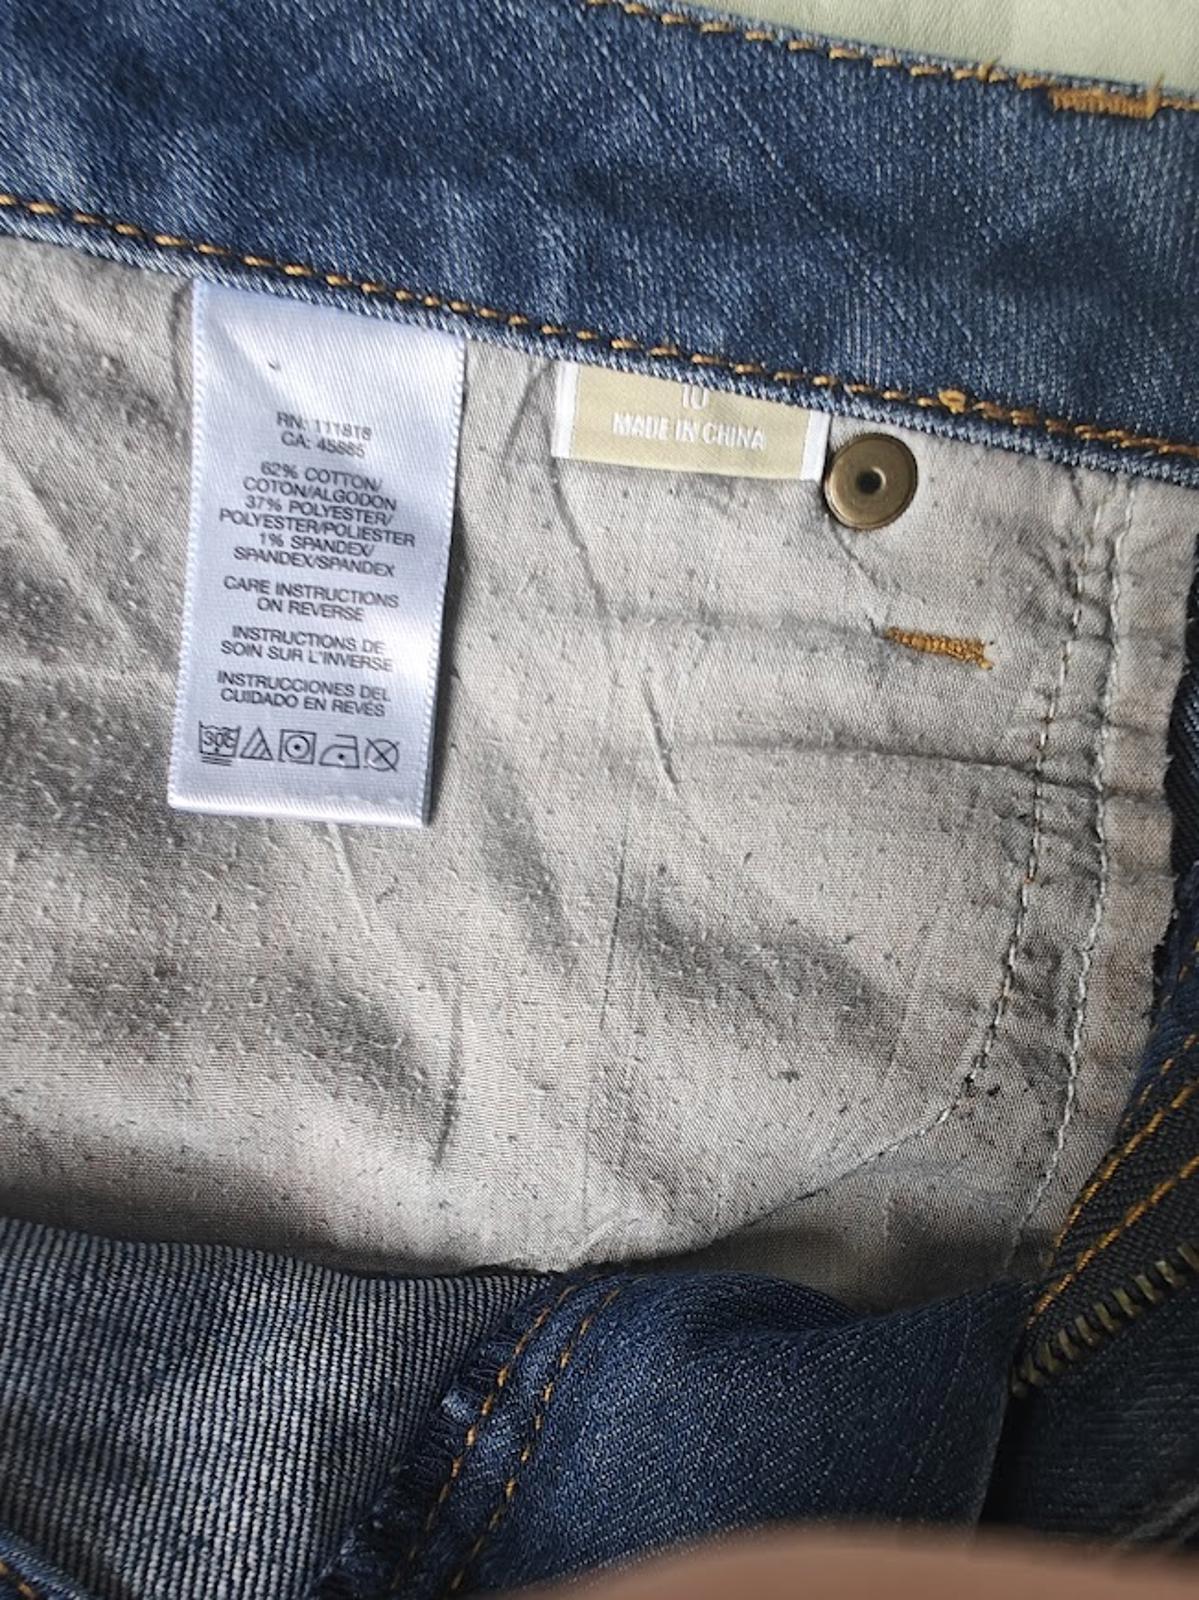 RN: 111818
CA: 45885
62% COTTON/
COTON/ALGODON
37% POLYESTER/
POLYESTER/POLIESTER
1% SPANDEX/
SPANDEX/SPANDEX
CARE INSTRUCTIONS
ON REVERSE
INSTRUCTIONS DE
SOIN SUR L'INVERSE
INSTRUCCIONES DEL
CUIDADO EN REVÉS
10
MADE IN CHINA